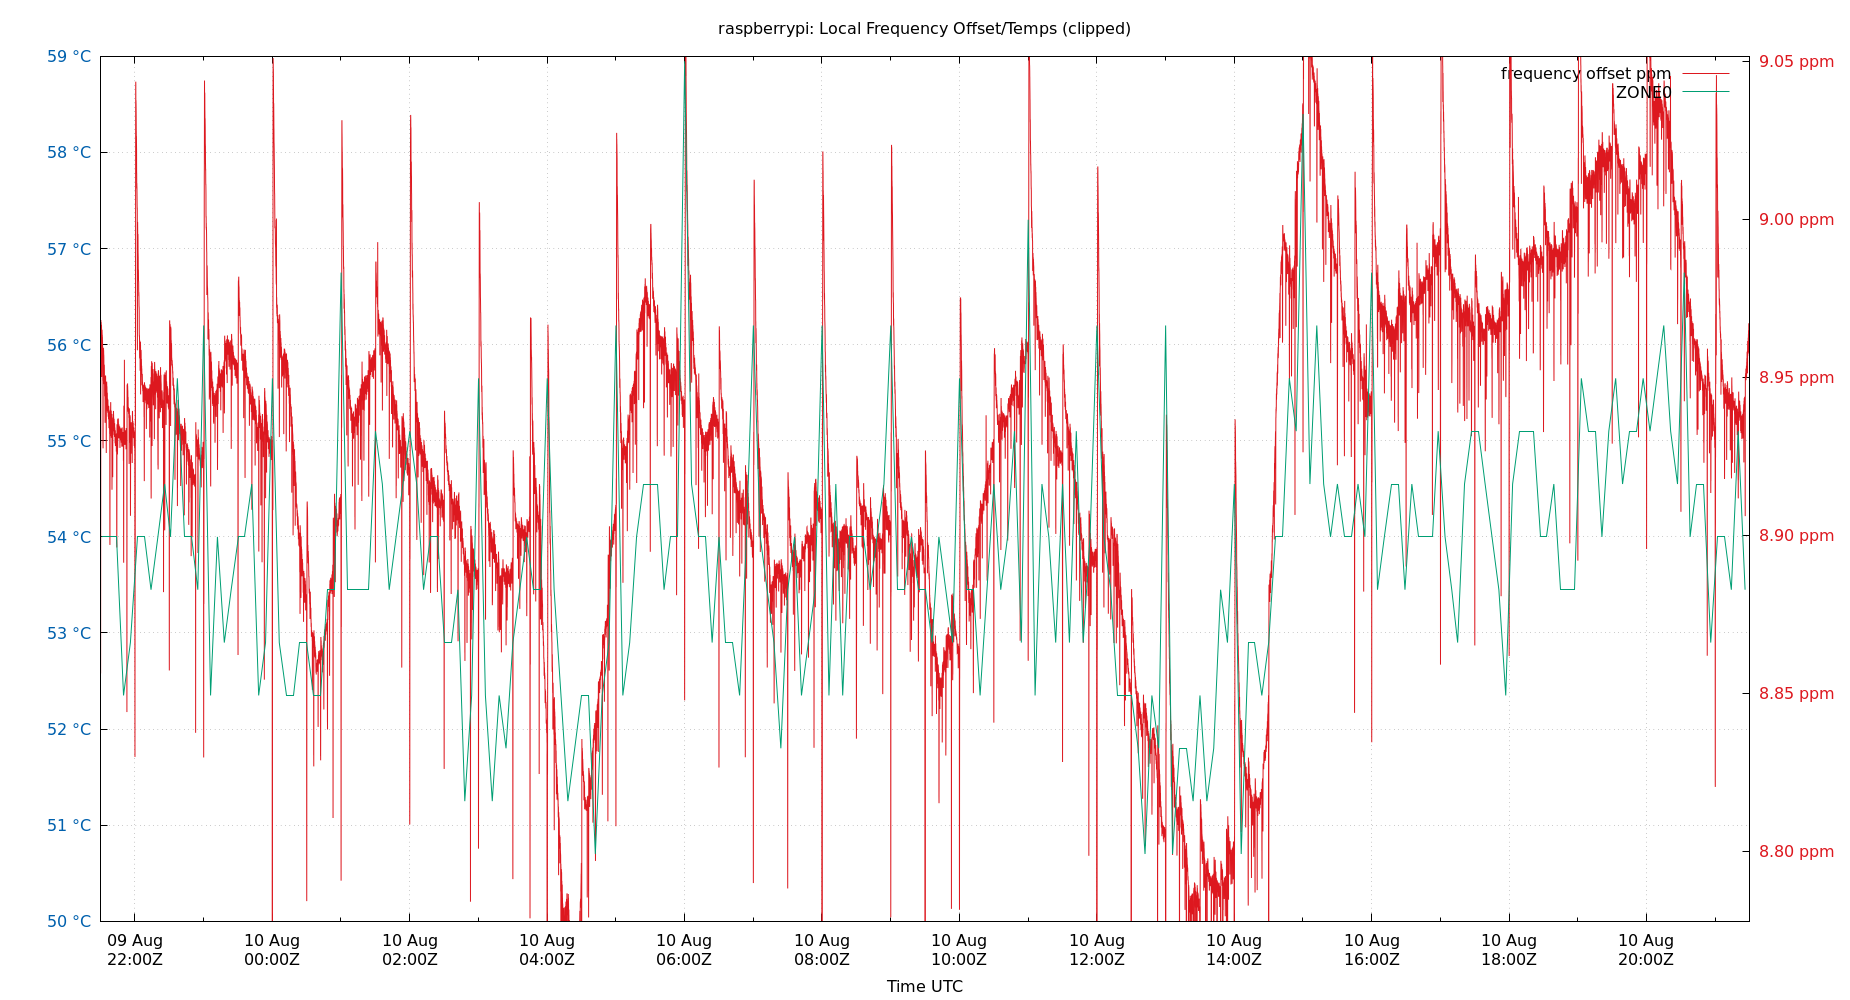 raspberrypi: Local Frequency Offset/Temps (clipped)
59 °C
58 °C
57 °C
56 °C
55 °C
54 °C
53 °C
52 °C
51 °C
50 °C
9.05 ppm
9.00 ppm
8.95 ppm
8.90 ppm
8.85 ppm
8.80 ppm
frequency offset ppm
ZONE0
09 Aug
22:00Z
10 Aug
00:00Z
10 Aug
02:00Z
10 Aug
04:00Z
10 Aug
06:00Z
10 Aug
08:00Z
10 Aug
10:00Z
10 Aug
12:00Z
10 Aug
14:00Z
10 Aug
16:00Z
10 Aug
18:00Z
10 Aug
20:00Z
Time UTC